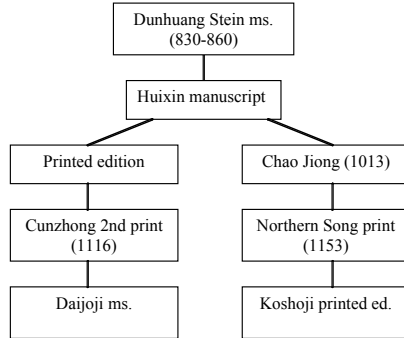 Dunhuang Stein ms.
(830-860)
Huixin manuscript
Printed edition
Chao Jiong (1013)
Cunzhong 2nd print
(1116)
Northern Song print
(1153)
Daijoji ms.
Koshoji printed ed.